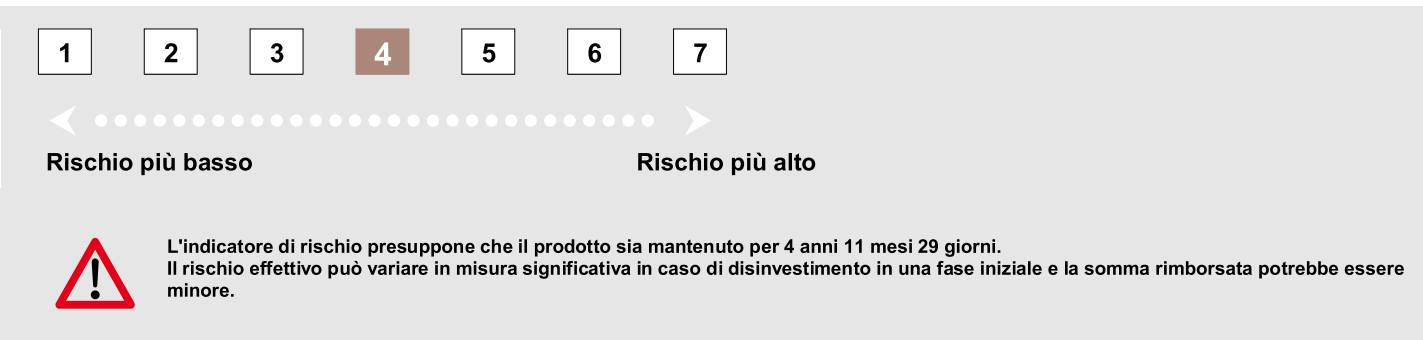 1 2 3 4 5 6 7
Rischio più basso Rischio più alto
L'indicatore di rischio presuppone che il prodotto sia mantenuto per 4 anni 11 mesi 29 giorni.
Il rischio effettivo può variare in misura significativa in caso di disinvestimento in una fase iniziale e la somma rimborsata potrebbe essere
minore.